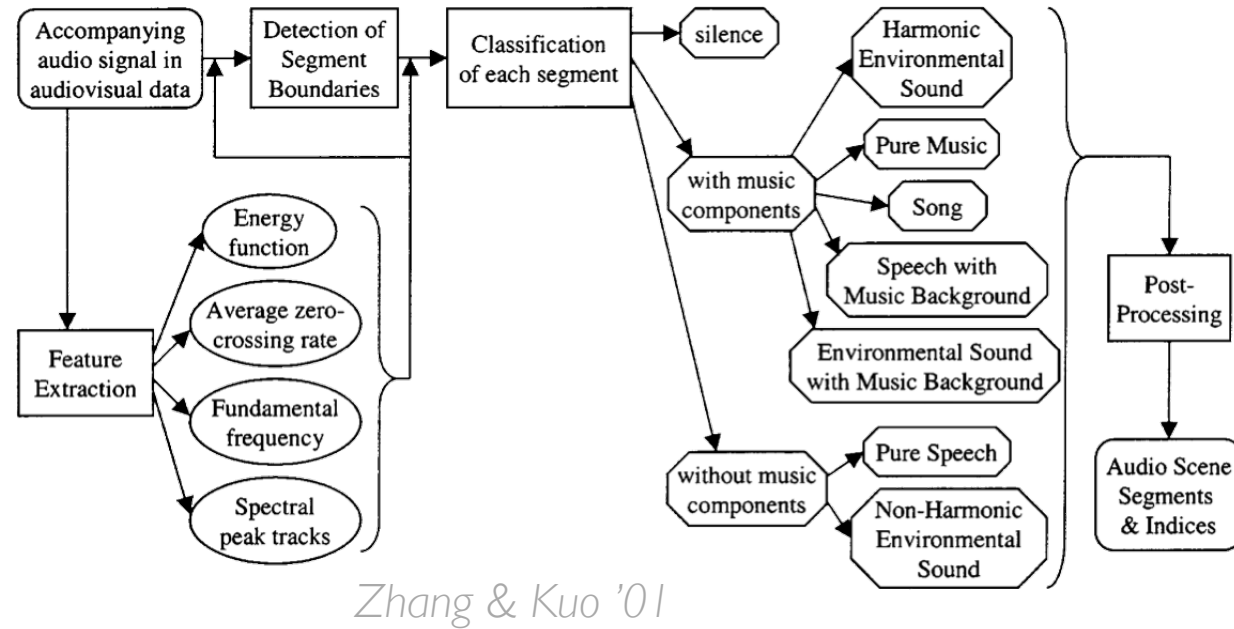 Accompanying
audio signal in
audiovisual data
Detection of
Segment
Boundaries
Classification
of each segment
silence
Harmonic
Environmental
Sound
Pure Music
with music
components
Song
Speech with
Music Background
Environmental Sound
with Music Background
without music
components
Pure Speech
Non-Harmonic
Environmental
Sound
Feature
Extraction
Energy
function
Average zero-
crossing rate
Fundamental
frequency
Spectral
peak tracks
Post-
Processing
Audio Scene
Segments
& Indices
Zhang & Kuo '01